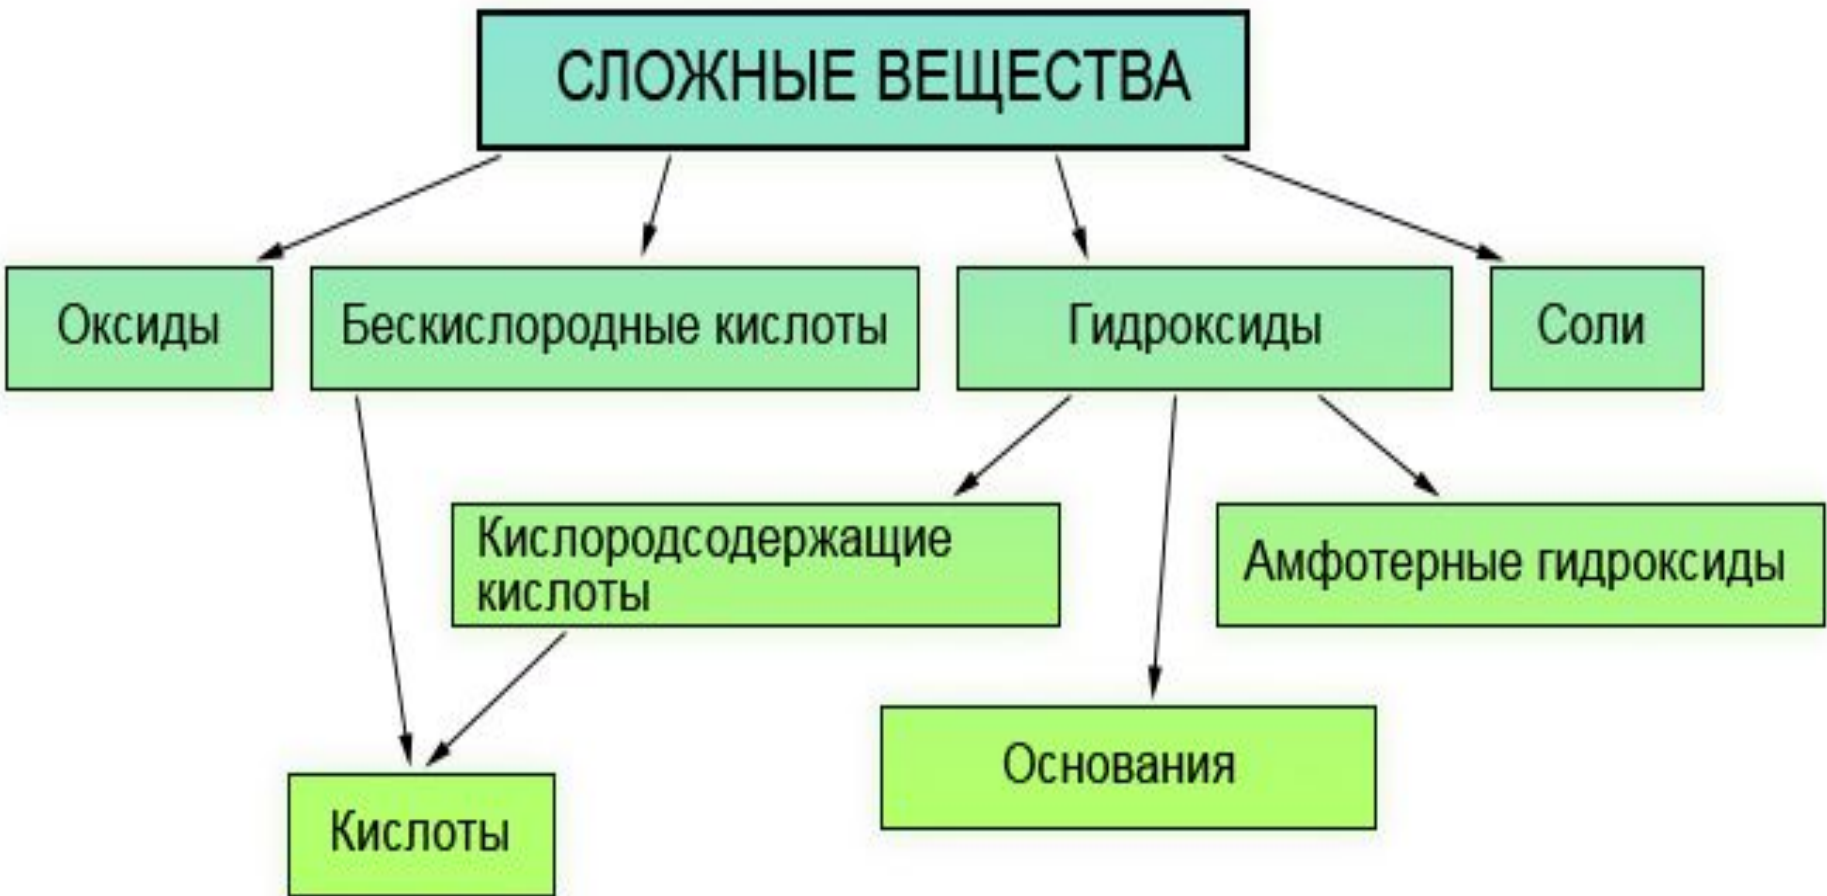 СЛОЖНЫЕ ВЕЩЕСТВА
Оксиды
Бескислородные кислоты
Гидроксиды
Соли
Кислородсодержащие
кислоты
Амфотерные гидроксиды
Основания
Кислоты